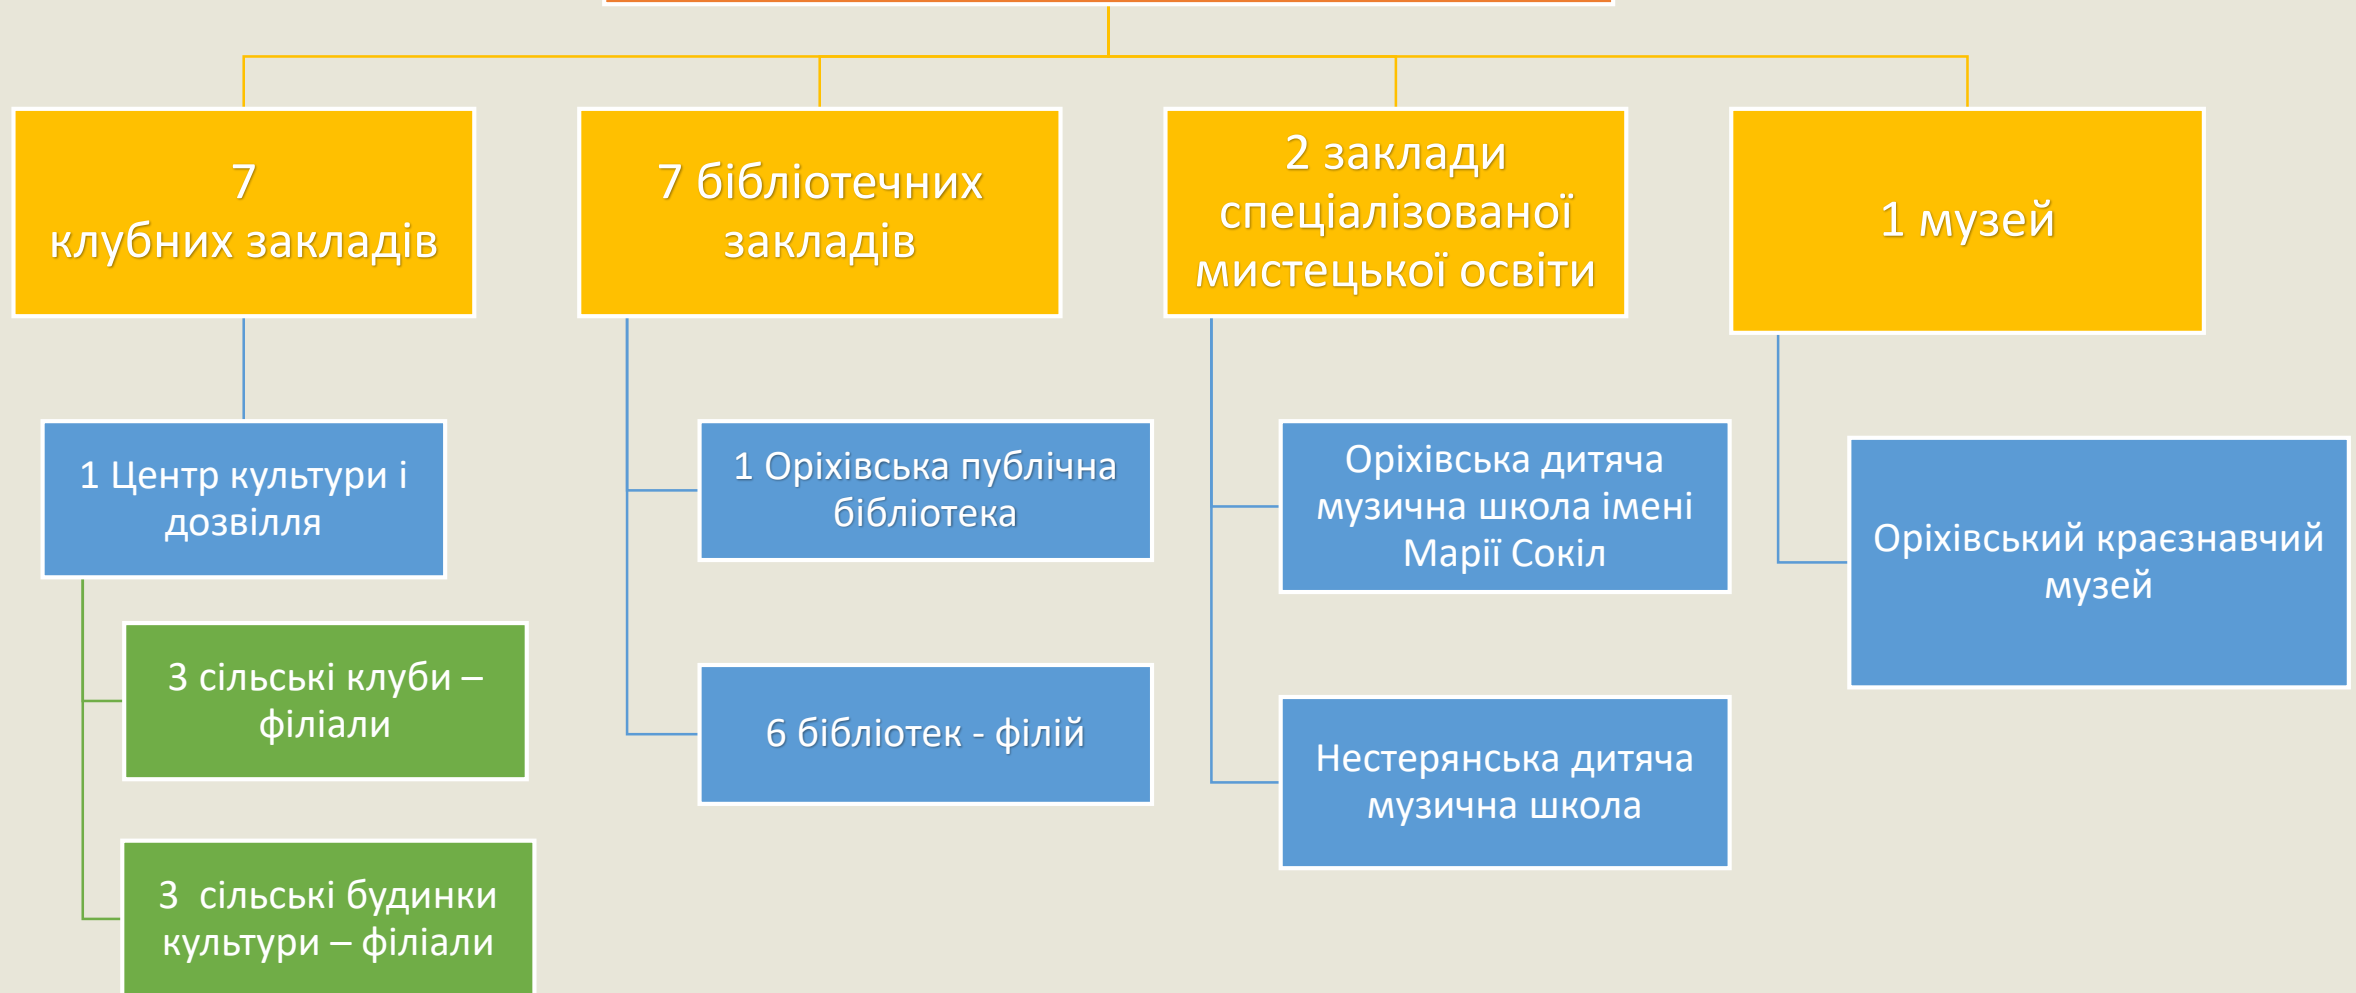 7
клубних закладів
7 бібліотечних
закладів
2 заклади
спеціалізованої
мистецької освіти
1 музей
1 Центр культури і
дозвілля
3 сільські клуби –
філіали
3  сільські будинки
культури – філіали
1 Оріхівська публічна
бібліотека
6 бібліотек - філій
Оріхівська дитяча
музична школа імені
Марії Сокіл
Нестерянська дитяча
музична школа
Оріхівський краєзнавчий
музей